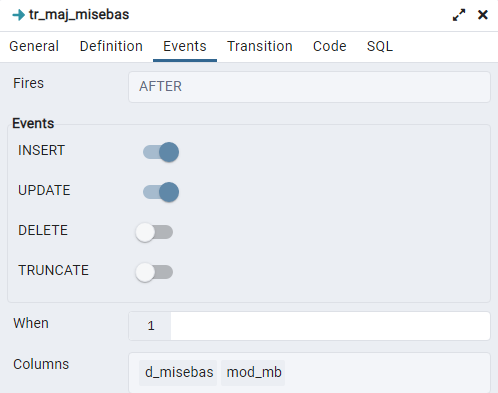 tr_maj_misebas
General Definition Events Transition Code SQL
Fires AFTER
Events
INSERT
UPDATE
DELETE
TRUNCATE
When 1
Columns d_misebas mod_mb